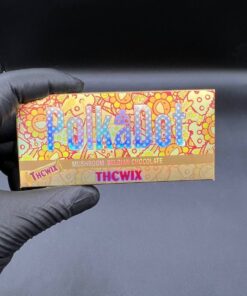 PolkaDot
MUSHROOM BELGIAN CHOCOLATE
THCWIX
THCWIX